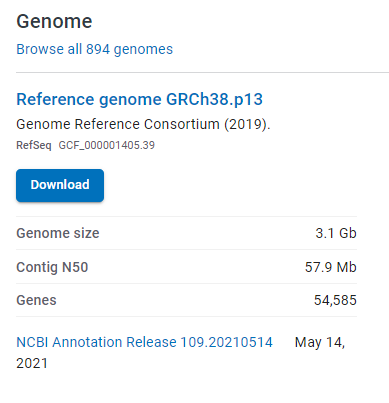 Genome
Browse all 894 genomes
Reference genome GRCh38.p13
Genome Reference Consortium (2019).
RefSeq GCF_000001405.39
Download
Genome size 3.1 Gb
Contig N50 57.9 Mb
Genes 54,585
NCBI Annotation Release 109.20210514 May 14,
2021